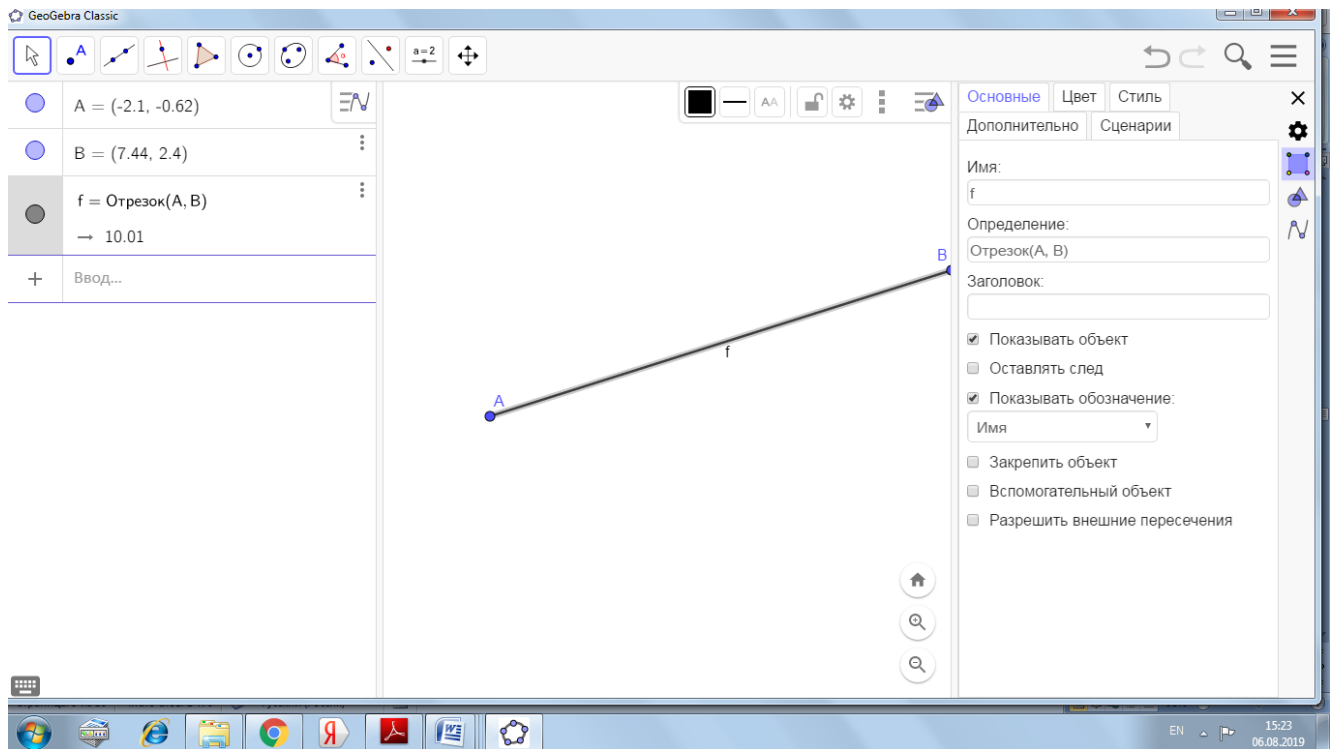 GeoGebra Classic
A
a=2
A = (-2.1, -0.62)
B = (7.44, 2.4)
f = Отрезок(A, B)
→ 10.01
+ Ввод...
AA
A
B
f
Основные Цвет Стиль
Дополнительно Сценарии
Имя:
f
Определение:
Отрезок(A, B)
Заголовок:
Показывать объект
Оставлять след
Показывать обозначение:
Имя
Закрепить объект
Вспомогательный объект
Разрешить внешние пересечения
EN
15:23
06.08.2019